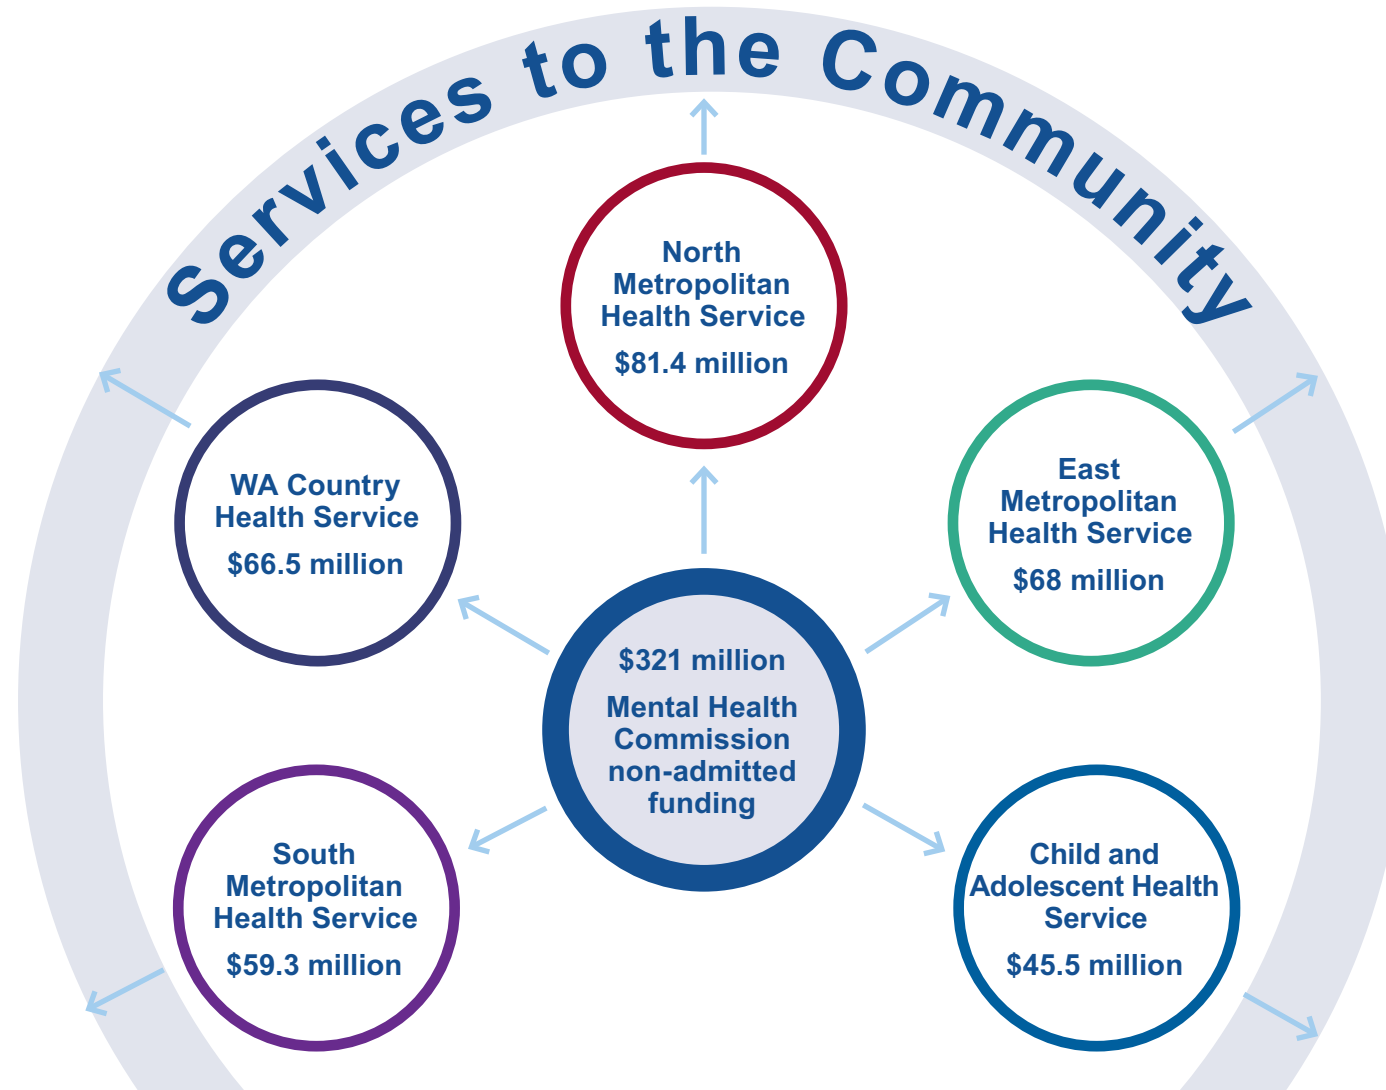 Services to the Community
North
Metropolitan
Health Service
$81.4 million
WA Country
Health Service
$66.5 million
East
Metropolitan
Health Service
$68 million
$321 million
Mental Health
Commission
non-admitted
funding
South
Metropolitan
Health Service
$59.3 million
Child and
Adolescent Health
Service
$45.5 million